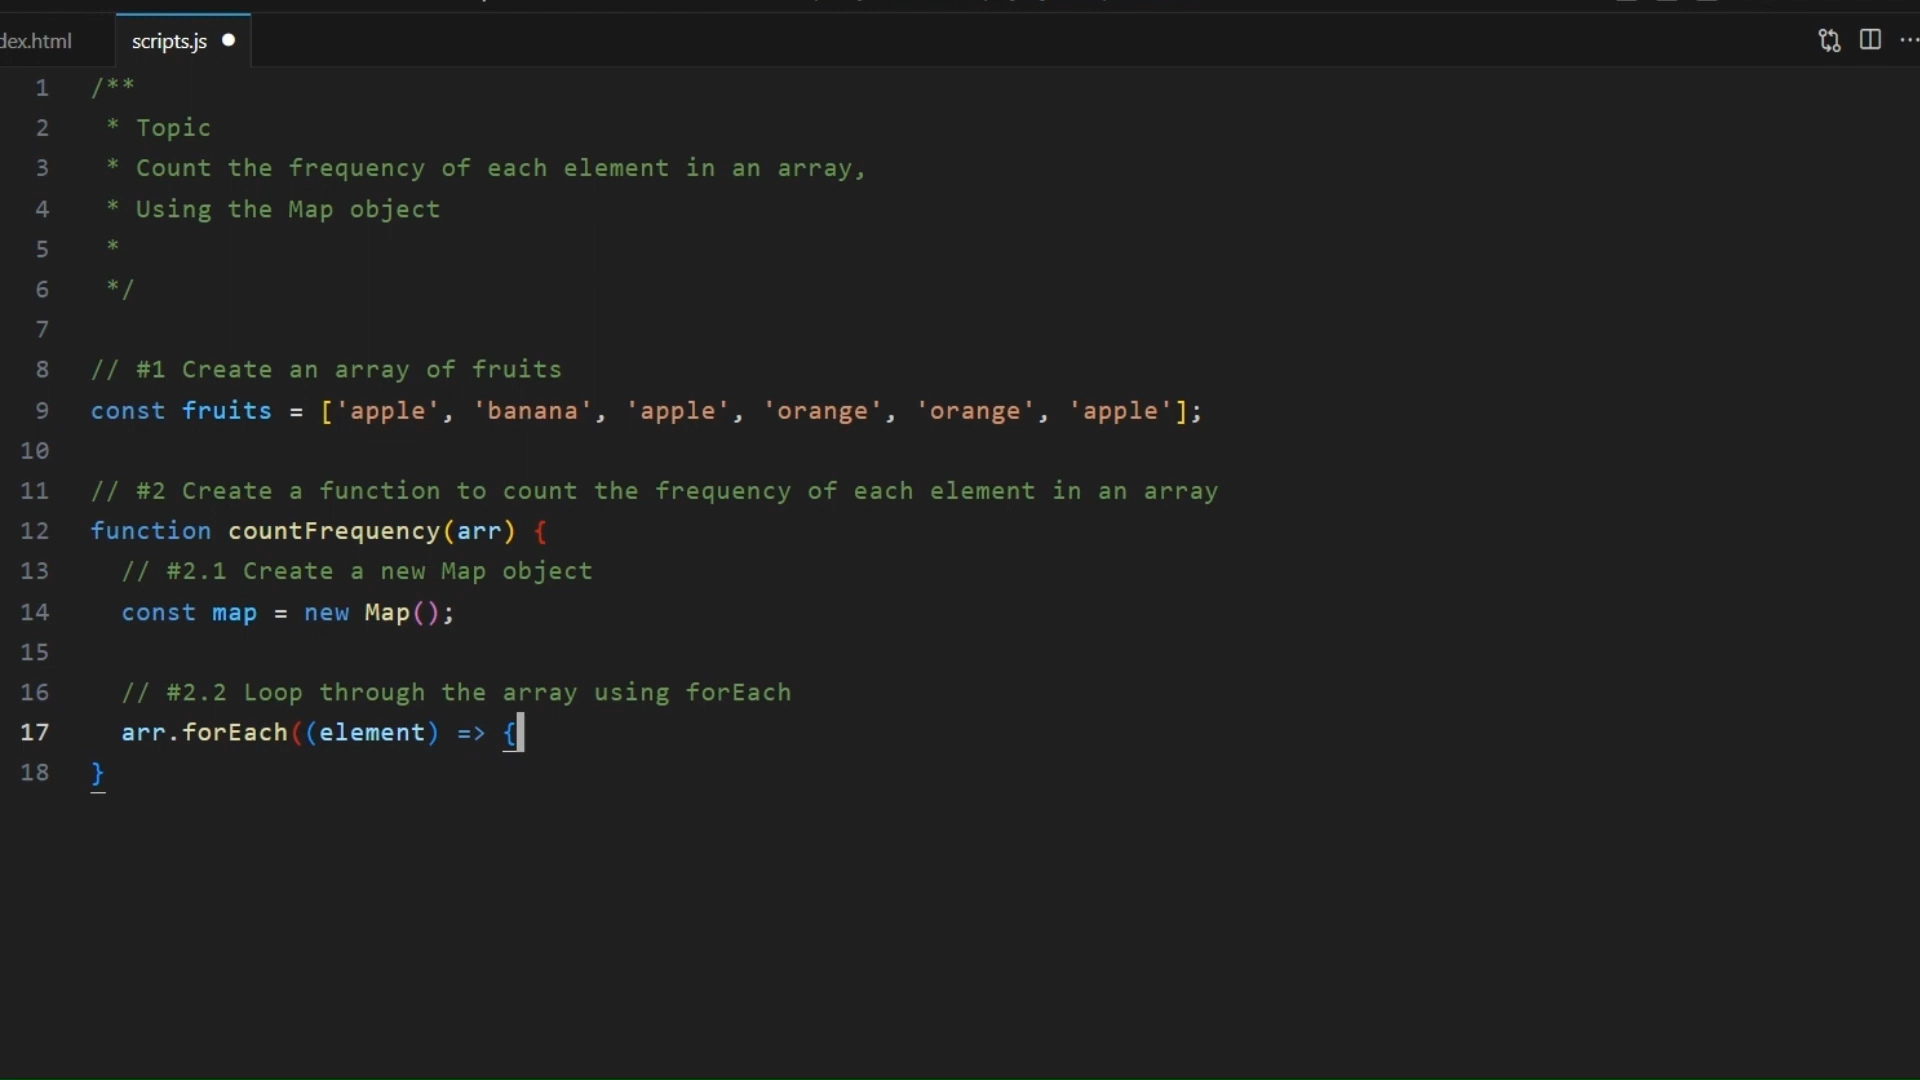 dex.html scripts.js
1 /**
2  * Topic
3  * Count the frequency of each element in an array,
4  * Using the Map object
5  *
6  */
7
8 // #1 Create an array of fruits
9 const fruits = ['apple', 'banana', 'apple', 'orange', 'orange', 'apple'];
10
11 // #2 Create a function to count the frequency of each element in an array
12 function countFrequency(arr) {
13   // #2.1 Create a new Map object
14   const map = new Map();
15
16   // #2.2 Loop through the array using forEach
17   arr.forEach((element) => {
18 }